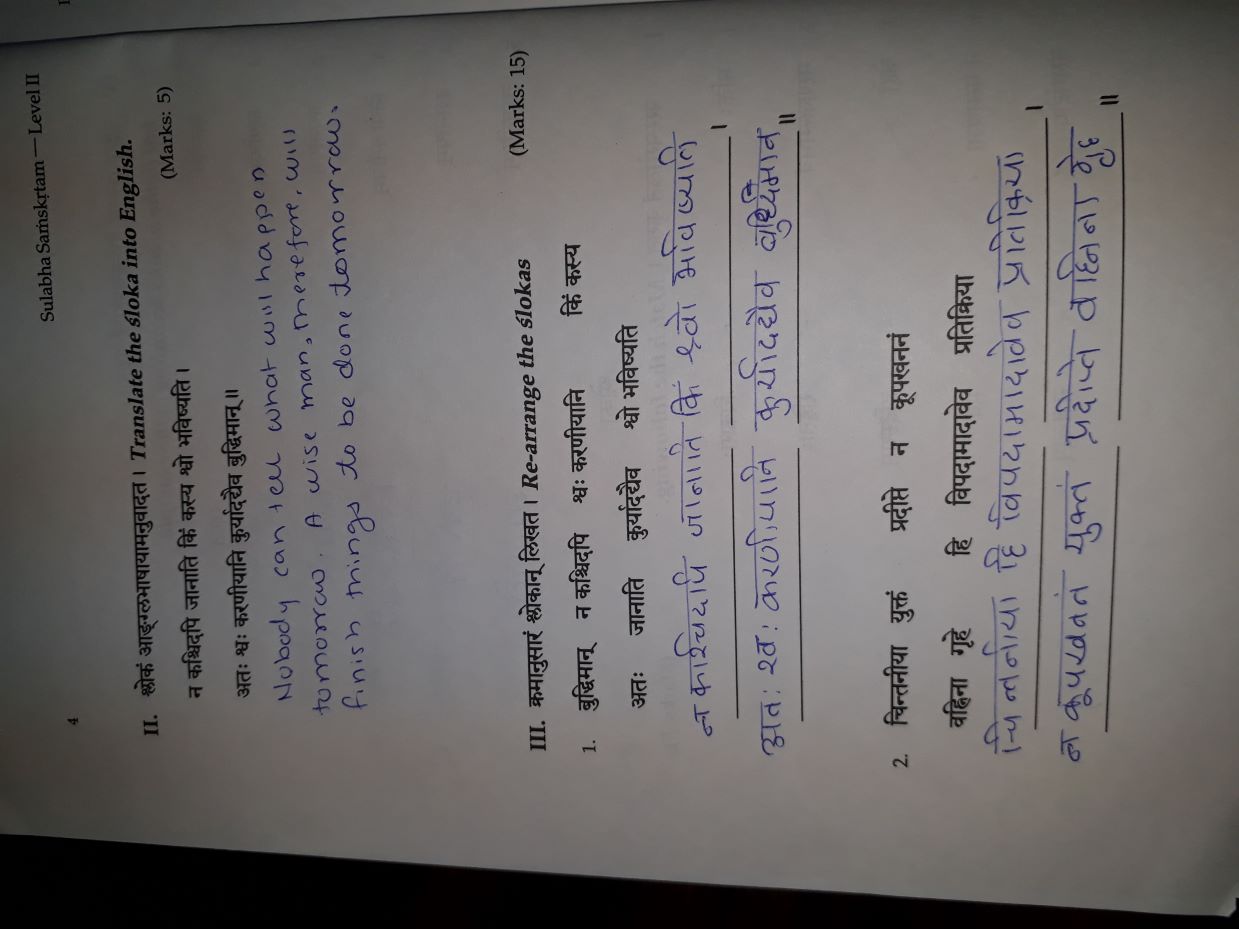 Sulabha Saṁskṛtam — Level II
4
II. श्लोकं आङ्ग्लभाषायामनुवादत। Translate the śloka into English.
(Marks: 5)
न कश्चिदपि जानाति किं कस्य श्वो भविष्यति।
अतः श्वः करणीयानि कुर्यादद्यैव बुद्धिमान्॥
Nobody can tell what will happen
tomorrow. A wise man, therefore, will
finish things to be done tomorrow.
III. क्रमानुसारं श्लोकान् लिखत। Re-arrange the ślokas (Marks: 15)
1. बुद्धिमान् न कश्चिदपि श्वः करणीयानि किं कस्य
अतः जानाति कुर्यादद्यैव श्वो भविष्यति
न कश्चिदपि जानाति किं श्वो भविष्यति ।
अतः श्वः करणीयानि कुर्यादद्यैव बुध्दिमान ॥
2. चिन्तनीया युक्तं प्रदीप्ते न कूपखननं
वह्निना गृहे हि विपदामादावेव प्रतिक्रिया
चिन्तनीया हि विपदामादावेव प्रतिक्रिया ।
न कूपखननं युक्तं प्रदीप्ते वह्निना गृहे ॥